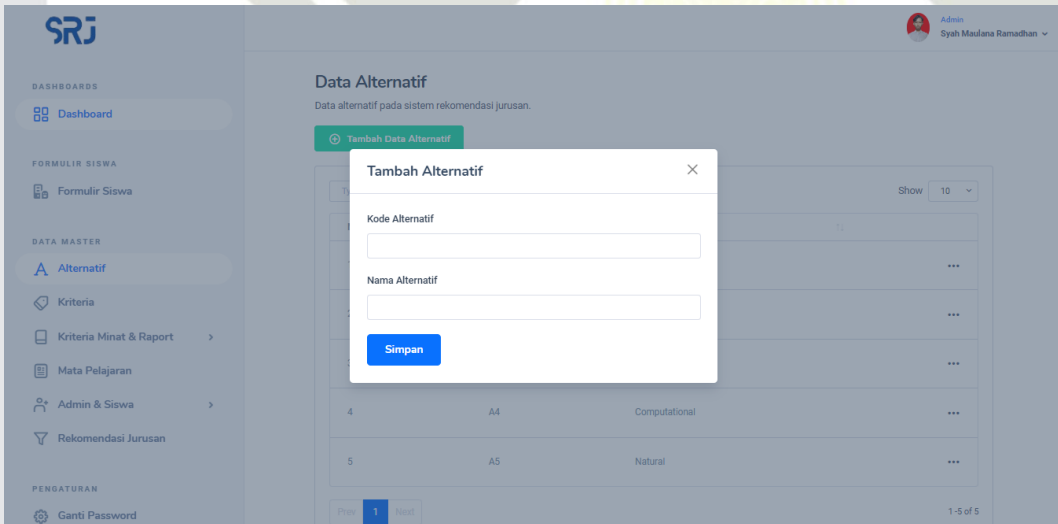 SRJ
Admin
Syah Maulana Ramadhan
DASHBOARDS
Dashboard
FORMULIR SISWA
Formulir Siswa
DATA MASTER
Alternatif
Kriteria
Kriteria Minat & Raport
Mata Pelajaran
Admin & Siswa
Rekomendasi Jurusan
PENGATURAN
Ganti Password
Data Alternatif
Data alternatif pada sistem rekomendasi jurusan.
Tambah Data Alternatif
Show 10
Tambah Alternatif
Kode Alternatif
Nama Alternatif
Simpan
4 A4 Computational
5 A5 Natural
Prev 1 Next
1-5 of 5